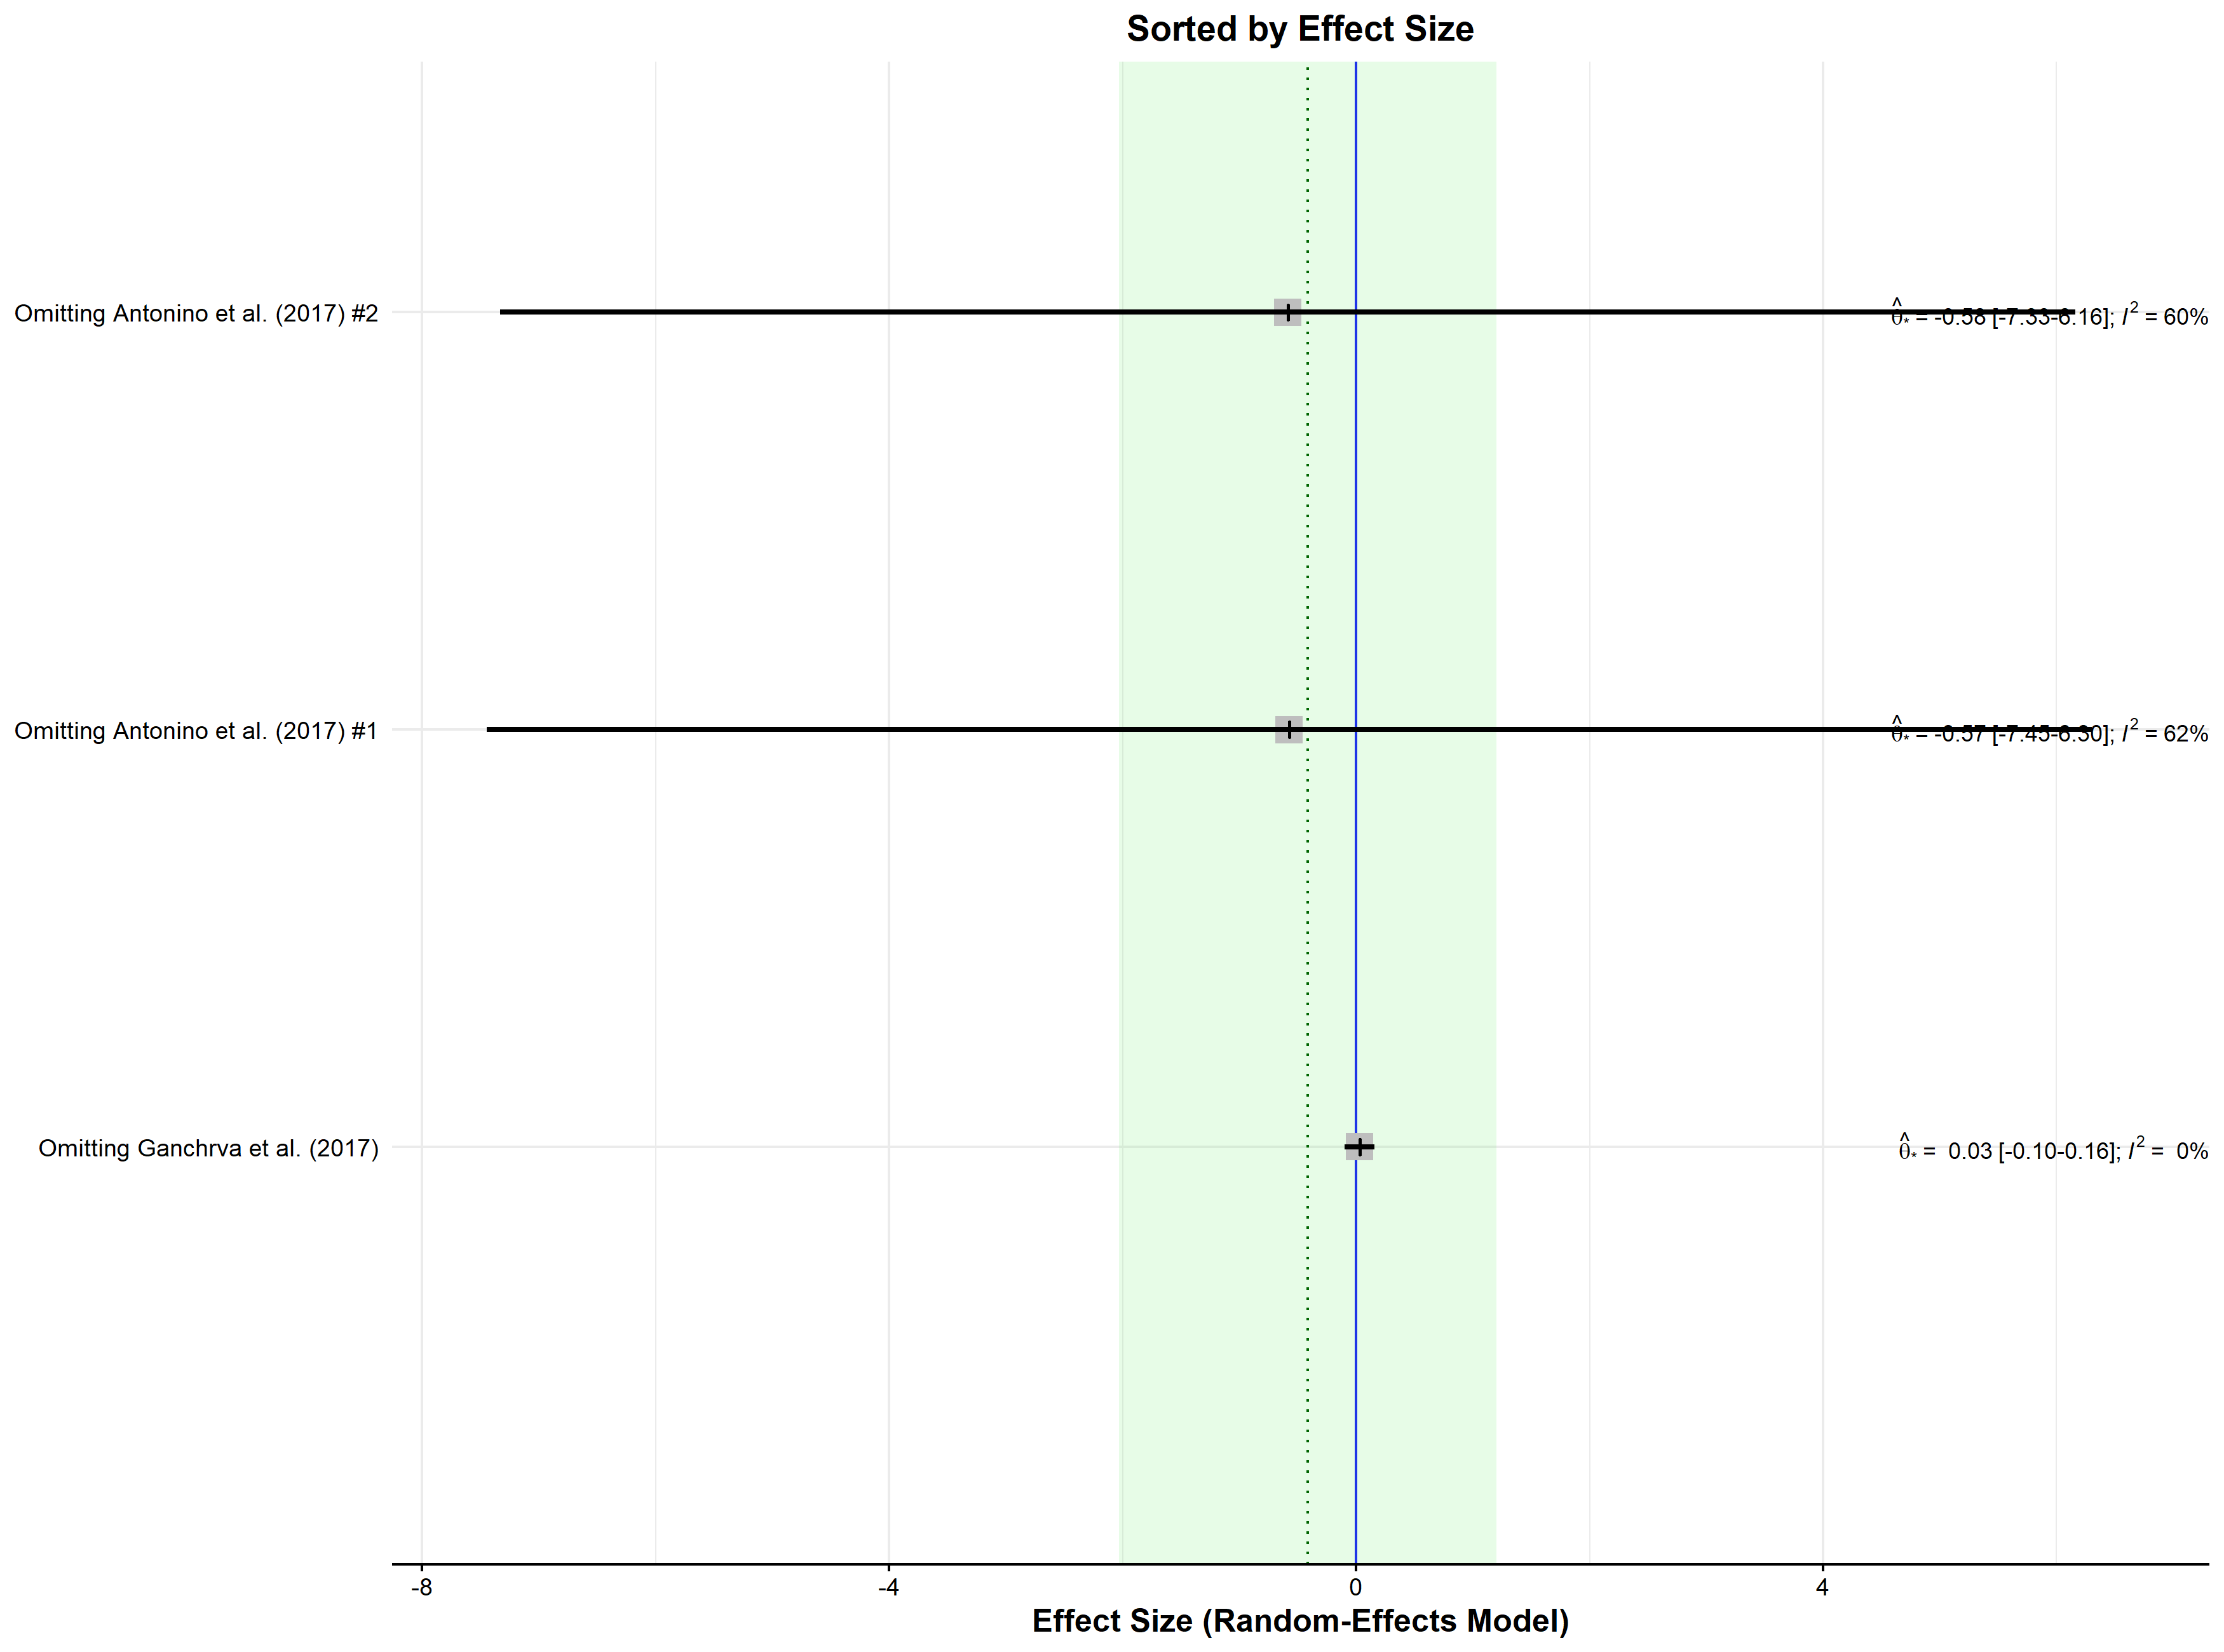 Sorted by Effect Size
Omitting Antonino et al. (2017) #2
θ̂* = -0.58 [-7.33-6.16]; I² = 60%
Omitting Antonino et al. (2017) #1
θ̂* = -0.57 [-7.45-6.30]; I² = 62%
Omitting Ganchrva et al. (2017)
θ̂* = 0.03 [-0.10-0.16]; I² = 0%
-8 -4 0 4
Effect Size (Random-Effects Model)